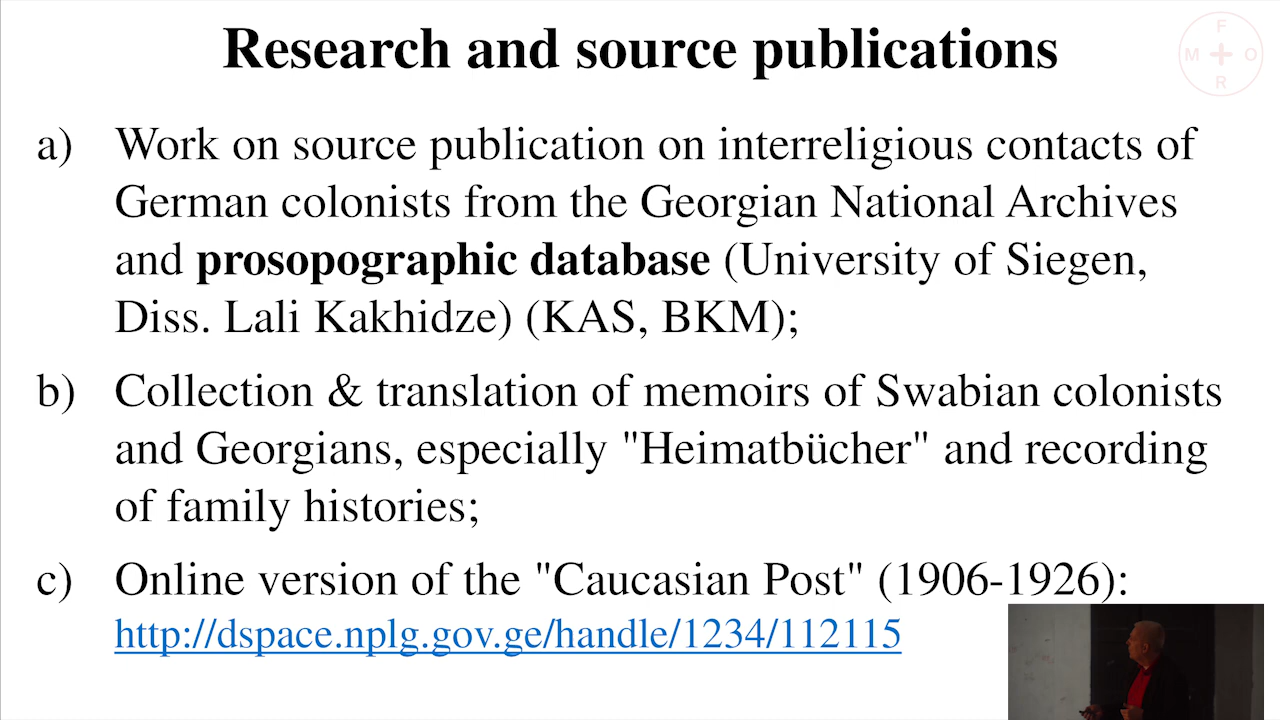 Research and source publications
F
M O
R
a) Work on source publication on interreligious contacts of
German colonists from the Georgian National Archives
and prosopographic database (University of Siegen,
Diss. Lali Kakhidze) (KAS, BKM);
b) Collection & translation of memoirs of Swabian colonists
and Georgians, especially "Heimatbücher" and recording
of family histories;
c) Online version of the "Caucasian Post" (1906-1926):
http://dspace.nplg.gov.ge/handle/1234/112115